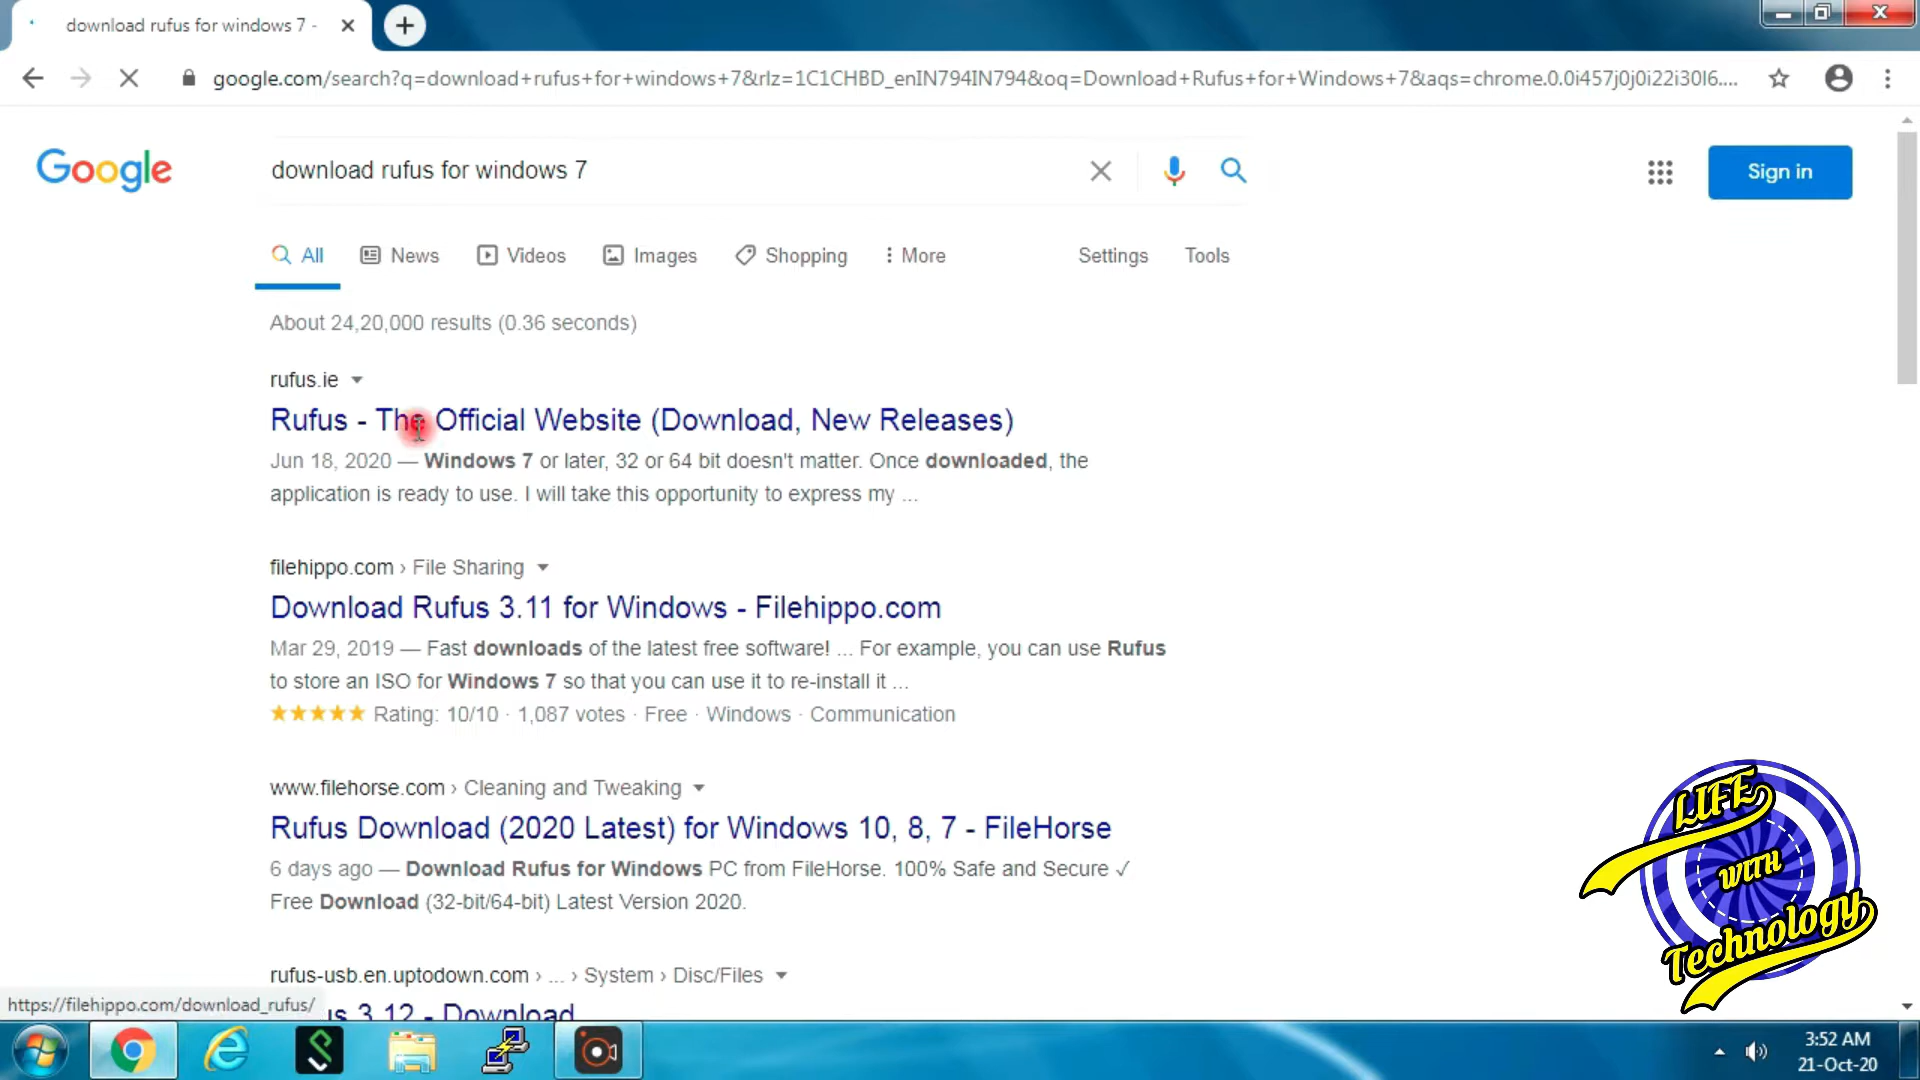 download rufus for windows 7 -
google.com/search?q=download+rufus+for+windows+7&rlz=1C1CHBD_enIN794IN794&oq=Download+Rufus+for+Windows+7&aqs=chrome.0.0i457j0j0i22i30l6....
Google
download rufus for windows 7
Sign in
All News Videos Images Shopping More Settings Tools
About 24,20,000 results (0.36 seconds)
rufus.ie
Rufus - The Official Website (Download, New Releases)
Jun 18, 2020 — Windows 7 or later, 32 or 64 bit doesn't matter. Once downloaded, the
application is ready to use. I will take this opportunity to express my ...
filehippo.com › File Sharing
Download Rufus 3.11 for Windows - Filehippo.com
Mar 29, 2019 — Fast downloads of the latest free software! ... For example, you can use Rufus
to store an ISO for Windows 7 so that you can use it to re-install it ...
Rating: 10/10 · 1,087 votes · Free · Windows · Communication
www.filehorse.com › Cleaning and Tweaking
Rufus Download (2020 Latest) for Windows 10, 8, 7 - FileHorse
6 days ago — Download Rufus for Windows PC from FileHorse. 100% Safe and Secure ✓
Free Download (32-bit/64-bit) Latest Version 2020.
rufus-usb.en.uptodown.com › ... › System › Disc/Files
us 3.12 - Download
https://filehippo.com/download_rufus/
LIFE
WITH
Technology
3:52 AM
21-Oct-20